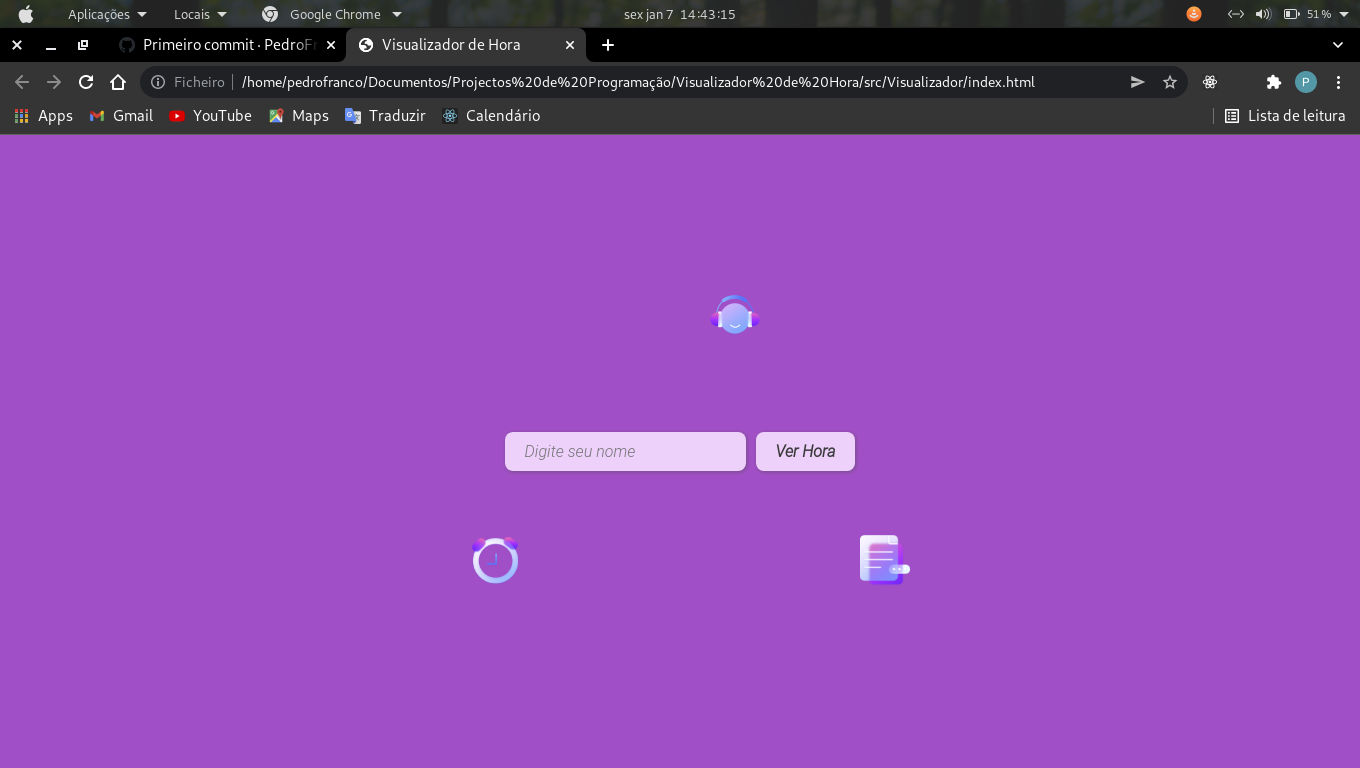 Aplicações Locais Google Chrome sex jan 7 14:43:15 51 %
Primeiro commit · PedroFr Visualizador de Hora
Ficheiro /home/pedrofranco/Documentos/Projectos%20de%20Programação/Visualizador%20de%20Hora/src/Visualizador/index.html P
Apps Gmail YouTube Maps Traduzir Calendário Lista de leitura
Digite seu nome Ver Hora